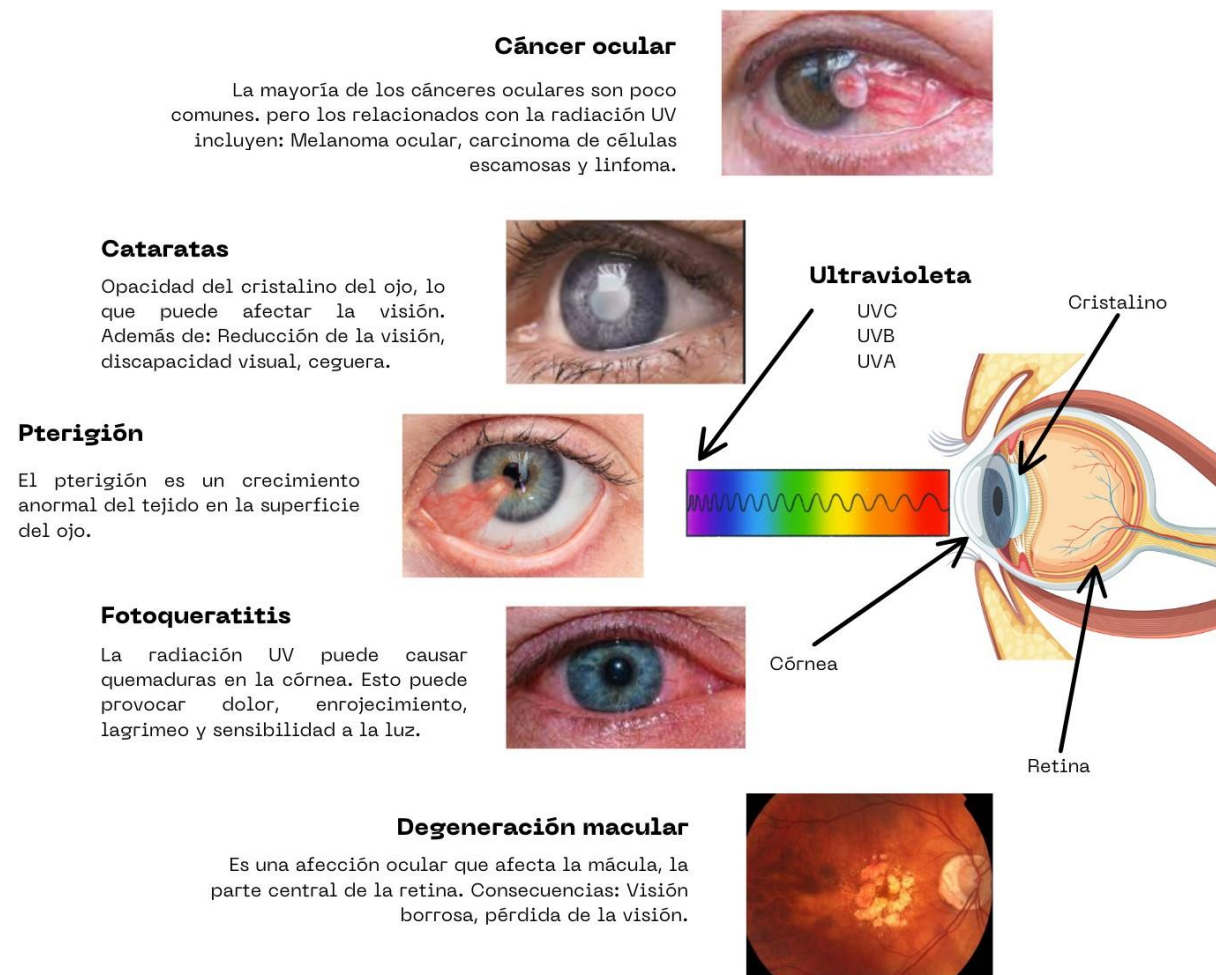 Cáncer ocular
La mayoría de los cánceres oculares son poco
comunes. pero los relacionados con la radiación UV
incluyen: Melanoma ocular, carcinoma de células
escamosas y linfoma.
Cataratas
Opacidad del cristalino del ojo, lo
que puede afectar la visión.
Además de: Reducción de la visión,
discapacidad visual, ceguera.
Ultravioleta
UVC
UVB
UVA
Cristalino
Pterigión
El pterigión es un crecimiento
anormal del tejido en la superficie
del ojo.
Fotoqueratitis
La radiación UV puede causar
quemaduras en la córnea. Esto puede
provocar dolor, enrojecimiento,
lagrimeo y sensibilidad a la luz.
Córnea
Retina
Degeneración macular
Es una afección ocular que afecta la mácula, la
parte central de la retina. Consecuencias: Visión
borrosa, pérdida de la visión.